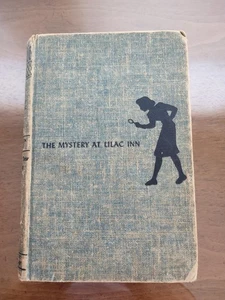 THE MYSTERY AT LILAC INN